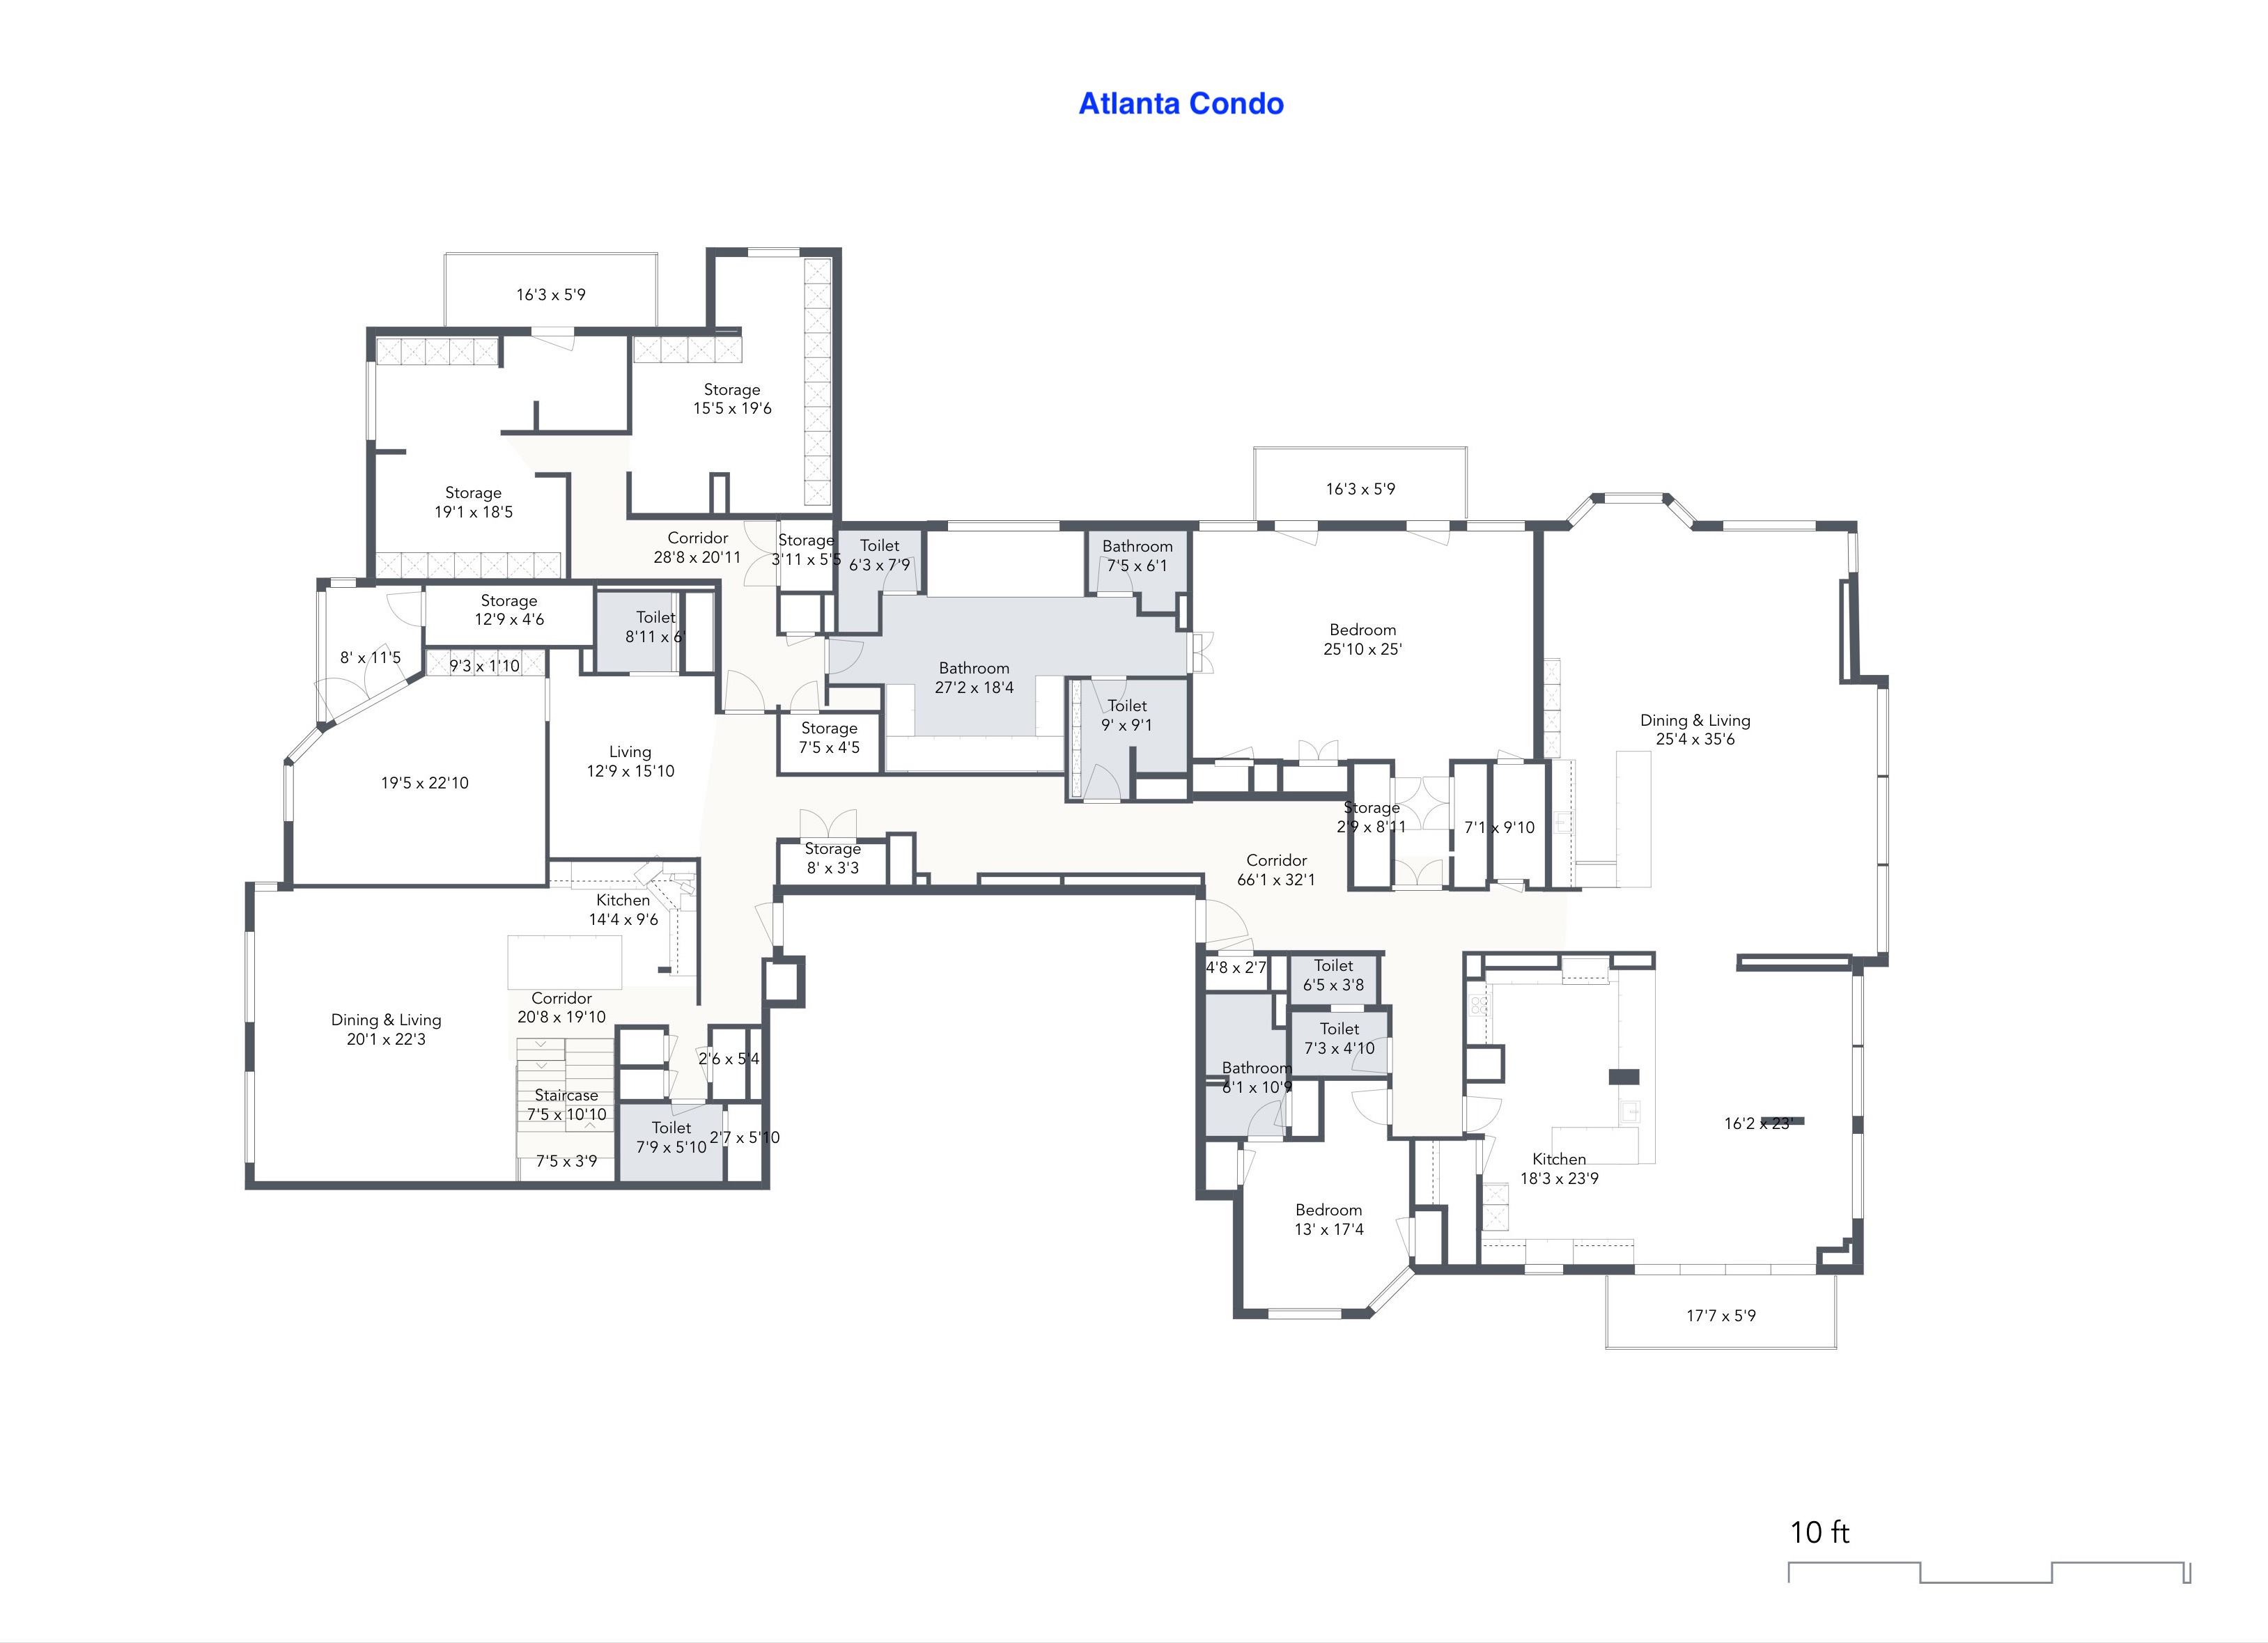 Atlanta Condo
16'3 x 5'9
Storage
15'5 x 19'6
Storage
19'1 x 18'5
16'3 x 5'9
Corridor
28'8 x 20'11
Storage
3'11 x 5'5
Toilet
6'3 x 7'9
Bathroom
7'5 x 6'1
Storage
12'9 x 4'6
Toilet
8'11 x 6'
8' x 11'5
9'3 x 1'10
Bathroom
27'2 x 18'4
Bedroom
25'10 x 25'
Toilet
9' x 9'1
Dining & Living
25'4 x 35'6
Storage
7'5 x 4'5
Living
12'9 x 15'10
19'5 x 22'10
Storage
2'9 x 8'11
7'1 x 9'10
Storage
8' x 3'3
Corridor
66'1 x 32'1
Kitchen
14'4 x 9'6
4'8 x 2'7
Toilet
6'5 x 3'8
Corridor
20'8 x 19'10
Dining & Living
20'1 x 22'3
Toilet
7'3 x 4'10
2'6 x 5'4
Bathroom
6'1 x 10'9
Staircase
7'5 x 10'10
Toilet
7'9 x 5'10
2'7 x 5'10
16'2 x 23'
7'5 x 3'9
Kitchen
18'3 x 23'9
Bedroom
13' x 17'4
17'7 x 5'9
10 ft